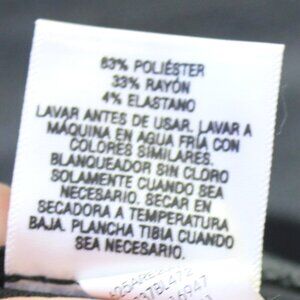 63% POLIÉSTER
33% RAYÓN
4% ELASTANO
LAVAR ANTES DE USAR. LAVAR A
MÁQUINA EN AGUA FRÍA CON
COLORES SIMILARES.
BLANQUEADOR SIN CLORO
SOLAMENTE CUANDO SEA
NECESARIO. SECAR EN
SECADORA A TEMPERATURA
BAJA. PLANCHA TIBIA CUANDO
SEA NECESARIO.